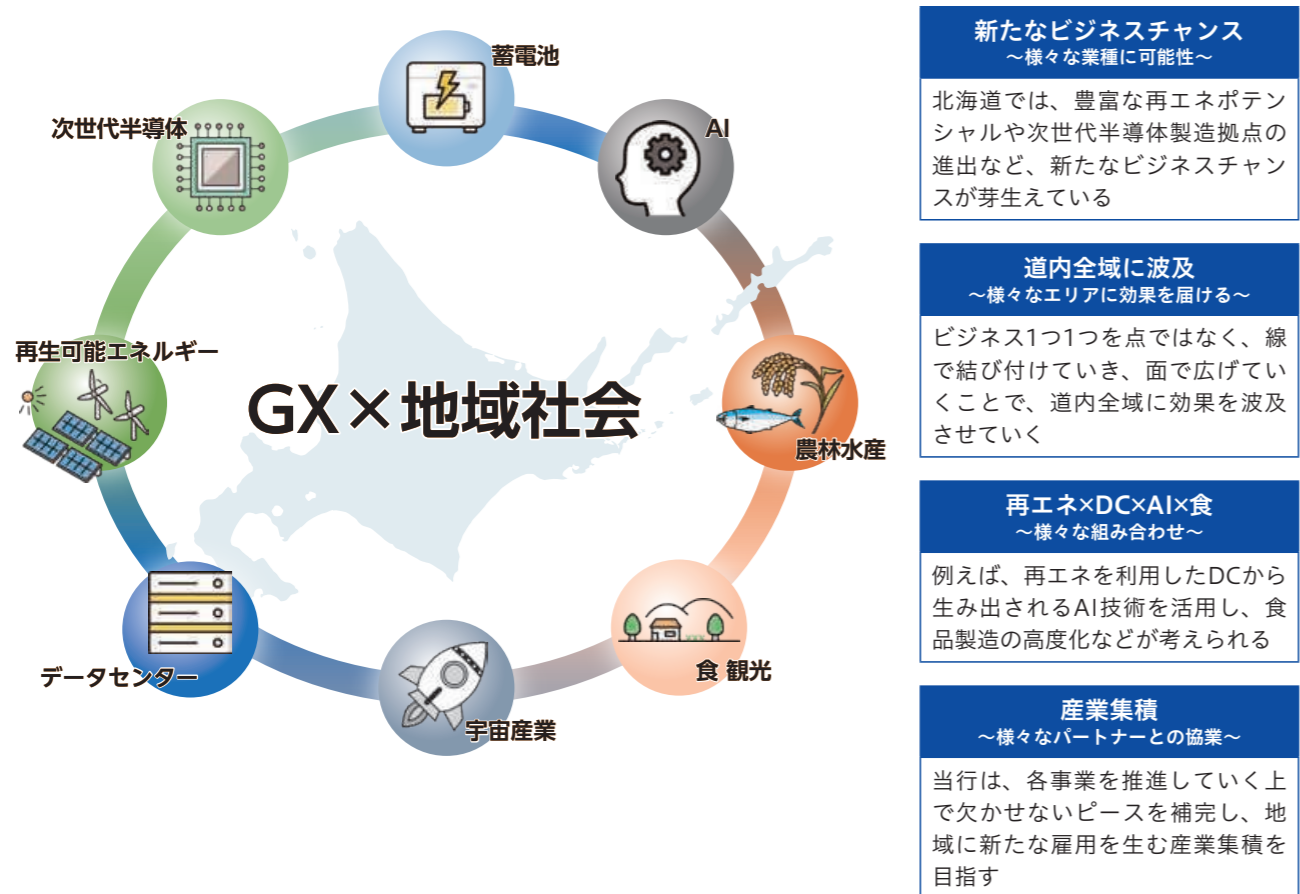 蓄電池
次世代半導体
AI
再生可能エネルギー
GX×地域社会
農林水産
データセンター
食 観光
宇宙産業
新たなビジネスチャンス
～様々な業種に可能性～
北海道では、豊富な再エネポテン
シャルや次世代半導体製造拠点の
進出など、新たなビジネスチャン
スが芽生えている
道内全域に波及
～様々なエリアに効果を届ける～
ビジネス1つ1つを点ではなく、線
で結び付けていき、面で広げてい
くことで、道内全域に効果を波及
させていく
再エネ×DC×AI×食
～様々な組み合わせ～
例えば、再エネを利用したDCから
生み出されるAI技術を活用し、食
品製造の高度化などが考えられる
産業集積
～様々なパートナーとの協業～
当行は、各事業を推進していく上
で欠かせないピースを補完し、地
域に新たな雇用を生む産業集積を
目指す